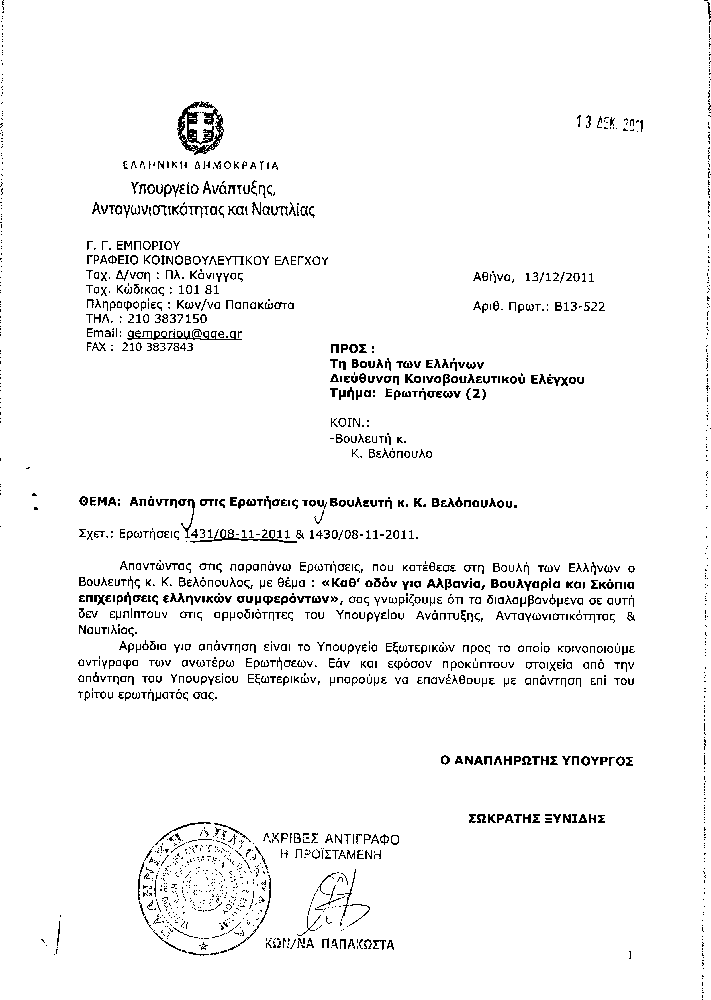 13 ΔΕΚ. 2011
ΕΛΛΗΝΙΚΗ ΔΗΜΟΚΡΑΤΙΑ
Υπουργείο Ανάπτυξης,
Ανταγωνιστικότητας και Ναυτιλίας
Γ. Γ. ΕΜΠΟΡΙΟΥ
ΓΡΑΦΕΙΟ ΚΟΙΝΟΒΟΥΛΕΥΤΙΚΟΥ ΕΛΕΓΧΟΥ
Ταχ. Δ/νση : Πλ. Κάνιγγος
Ταχ. Κώδικας : 101 81
Πληροφορίες : Κων/να Παπακώστα
ΤΗΛ. : 210 3837150
Email: gemporiou@gge.gr
FAX : 210 3837843
Αθήνα, 13/12/2011
Αριθ. Πρωτ.: Β13-522
ΠΡΟΣ :
Τη Βουλή των Ελλήνων
Διεύθυνση Κοινοβουλευτικού Ελέγχου
Τμήμα: Ερωτήσεων (2)
ΚΟΙΝ.:
-Βουλευτή κ.
Κ. Βελόπουλο
ΘΕΜΑ: Απάντηση στις Ερωτήσεις του Βουλευτή κ. Κ. Βελόπουλου.
Σχετ.: Ερωτήσεις 1431/08-11-2011 & 1430/08-11-2011.
Απαντώντας στις παραπάνω Ερωτήσεις, που κατέθεσε στη Βουλή των Ελλήνων ο
Βουλευτής κ. Κ. Βελόπουλος, με θέμα : «Καθ’ οδόν για Αλβανία, Βουλγαρία και Σκόπια
επιχειρήσεις ελληνικών συμφερόντων», σας γνωρίζουμε ότι τα διαλαμβανόμενα σε αυτή
δεν εμπίπτουν στις αρμοδιότητες του Υπουργείου Ανάπτυξης, Ανταγωνιστικότητας &
Ναυτιλίας.
Αρμόδιο για απάντηση είναι το Υπουργείο Εξωτερικών προς το οποίο κοινοποιούμε
αντίγραφα των ανωτέρω Ερωτήσεων. Εάν και εφόσον προκύπτουν στοιχεία από την
απάντηση του Υπουργείου Εξωτερικών, μπορούμε να επανέλθουμε με απάντηση επί του
τρίτου ερωτήματός σας.
Ο ΑΝΑΠΛΗΡΩΤΗΣ ΥΠΟΥΡΓΟΣ
ΣΩΚΡΑΤΗΣ ΞΥΝΙΔΗΣ
ΑΚΡΙΒΕΣ ΑΝΤΙΓΡΑΦΟ
Η ΠΡΟΪΣΤΑΜΕΝΗ
ΕΛΛΗΝΙΚΗ ΔΗΜΟΚΡΑΤΙΑ
ΥΠΟΥΡΓΕΙΟ ΑΝΑΠΤΥΞΗΣ ΑΝΤΑΓΩΝΙΣΤΙΚΟΤΗΤΑΣ & ΝΑΥΤΙΛΙΑΣ
ΓΕΝΙΚΗ ΓΡΑΜΜΑΤΕΙΑ ΕΜΠΟΡΙΟΥ
ΚΩΝ/ΝΑ ΠΑΠΑΚΩΣΤΑ
1